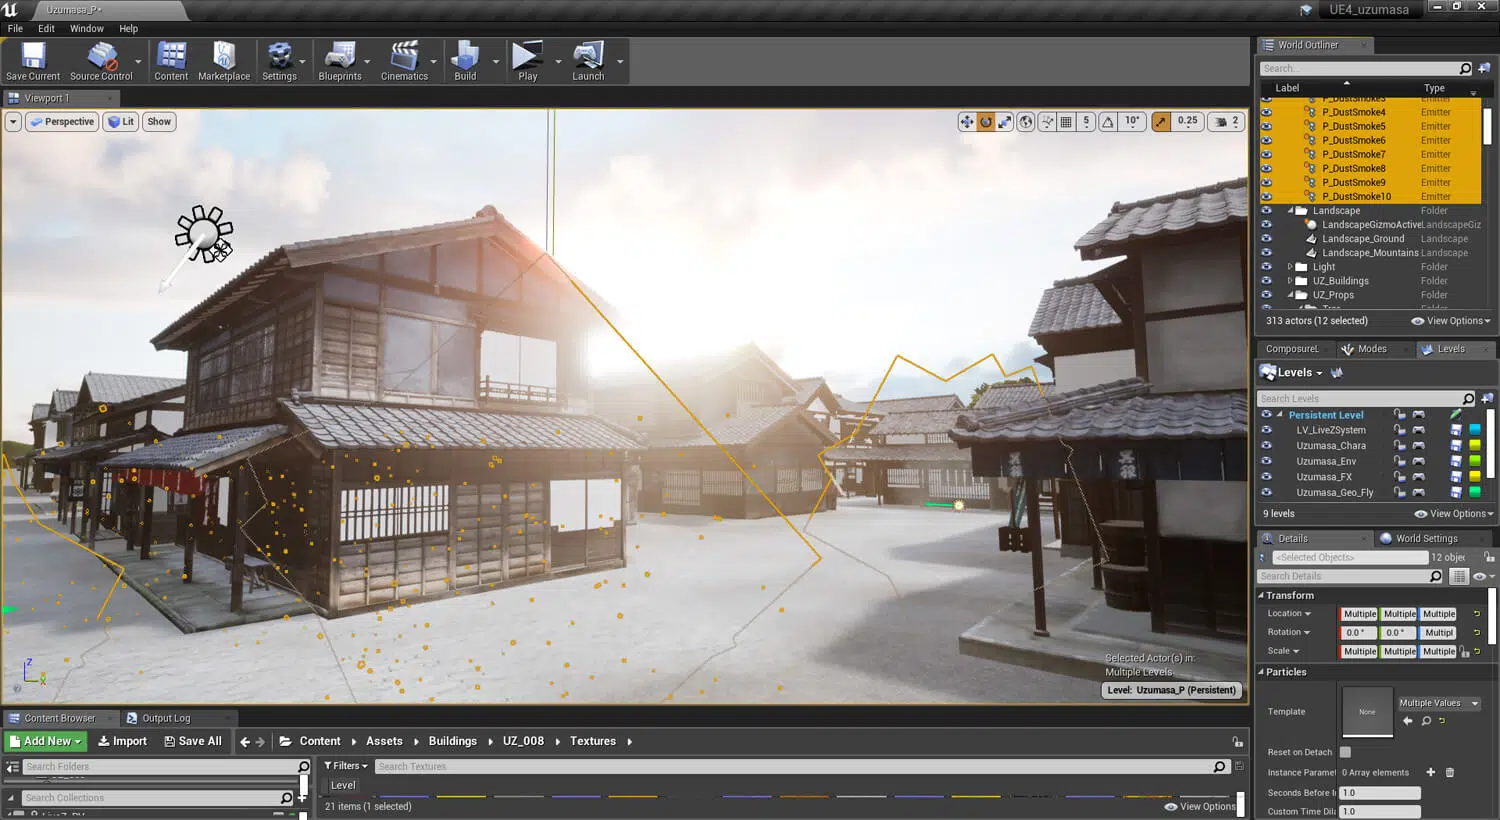 Uzumasa_P•
UE4_uzumasa
File Edit Window Help
Save Current Source Control Content Marketplace Settings Blueprints Cinematics Build Play Launch
Viewport 1
Perspective Lit Show
5 10° 0.25 2
黒
Selected Actor(s) in:
Multiple Levels
Level: Uzumasa_P (Persistent)
Z
World Outliner
Search...
Label Type
P_DustSmoke3 Emitter
P_DustSmoke4 Emitter
P_DustSmoke5 Emitter
P_DustSmoke6 Emitter
P_DustSmoke7 Emitter
P_DustSmoke8 Emitter
P_DustSmoke9 Emitter
P_DustSmoke10 Emitter
Landscape Folder
LandscapeGizmoActive LandscapeGiz
Landscape_Ground Landscape
Landscape_Mountains Landscape
Light Folder
UZ_Buildings Folder
UZ_Props Folder
313 actors (12 selected) View Options
Composure Modes Levels
Levels
Search Levels
Persistent Level
LV_LiveZSystem
Uzumasa_Chara
Uzumasa_Env
Uzumasa_FX
Uzumasa_Geo_Fly
9 levels View Options
Details World Settings
<Selected Objects> 12 objec
Search Details
Transform
Location Multiple Multiple Multiple
Rotation 0.0 ° 0.0 ° Multipl
Scale Multiple Multiple Multiple
Particles
Template None Multiple Values
Reset on Detach
Instance Paramet 0 Array elements
Seconds Before I 1.0
Custom Time Dila 1.0
Content Browser Output Log
Add New Import Save All Content Assets Buildings UZ_008 Textures
Search Folders Filters Search Textures
Level
Search Collections
21 items (1 selected) View Options